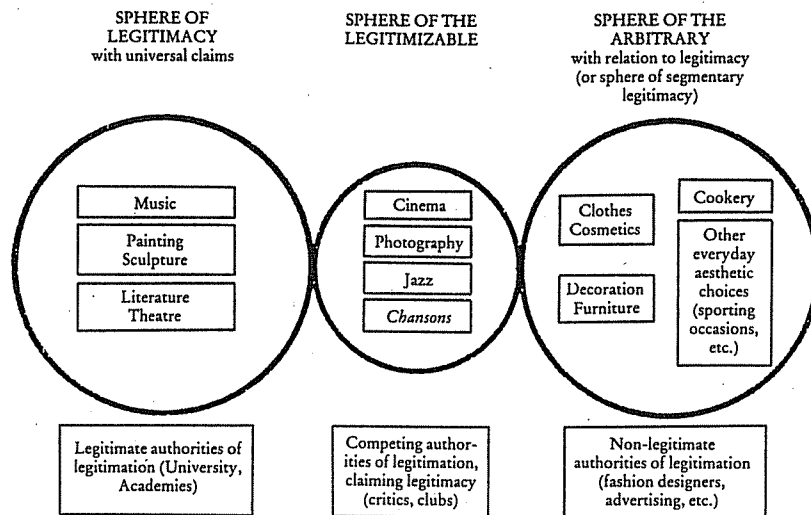 SPHERE OF
LEGITIMACY
with universal claims
SPHERE OF THE
LEGITIMIZABLE
SPHERE OF THE
ARBITRARY
with relation to legitimacy
(or sphere of segmentary
legitimacy)
Music
Painting
Sculpture
Literature
Theatre
Cinema
Photography
Jazz
Chansons
Clothes
Cosmetics
Decoration
Furniture
Cookery
Other
everyday
aesthetic
choices
(sporting
occasions,
etc.)
Legitimate authorities of
legitimation (University,
Academies)
Competing author-
ities of legitimation,
claiming legitimacy
(critics, clubs)
Non-legitimate
authorities of legitimation
(fashion designers,
advertising, etc.)